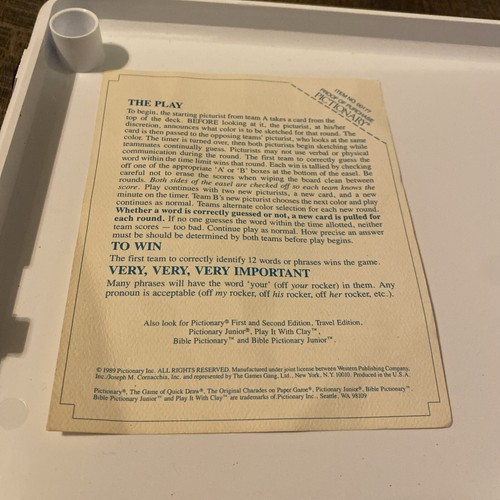 ITEM NO.
PROOF OF PURCHASE
PICTIONARY®
THE PLAY
To begin, the starting picturist from team A takes a card from the
top of the deck. BEFORE looking at it, the picturist, at his/her
discretion, announces what color is to be sketched for that round. The
card is then passed to the opposing teams' picturist, who looks at the same
color. The timer is turned over, then both picturists begin sketching while
teammates continually guess. Picturists may not use verbal or physical
communication during the round. The first team to correctly guess the
word within the time limit wins that round. Each win is tallied by checking
off one of the appropriate 'A' or 'B' boxes at the bottom of the easel. Be
careful not to erase the scores when wiping the board clean between
rounds. Both sides of the easel are checked off so each team knows the
score. Play continues with two new picturists, a new card, and a new
minute on the timer. Team B's new picturist chooses the next color and play
continues as normal. Teams alternate color selection for each new round.
Whether a word is correctly guessed or not, a new card is pulled for
each round. If no one guesses the word within the time allotted, neither
team scores — too bad. Continue play as normal. How precise an answer
must be should be determined by both teams before play begins.
TO WIN
The first team to correctly identify 12 words or phrases wins the game.
VERY, VERY, VERY IMPORTANT
Many phrases will have the word 'your' (off your rocker) in them. Any
pronoun is acceptable (off my rocker, off his rocker, off her rocker, etc.).
Also look for Pictionary® First and Second Edition, Travel Edition,
Pictionary Junior®, Play It With Clay™,
Bible Pictionary™ and Bible Pictionary Junior™.
© 1989 Pictionary Inc. ALL RIGHTS RESERVED. Manufactured under joint license between Western Publishing Company,
Inc./Joseph M. Cornacchia, Inc. and represented by The Games Gang, Ltd., New York, N.Y. 10010. Produced in the U.S.A.
Pictionary®, The Game of Quick Draw®, The Original Charades on Paper Game®, Pictionary Junior®, Bible Pictionary™,
Bible Pictionary Junior™ and Play It With Clay™ are trademarks of Pictionary Inc., Seattle, WA 98109